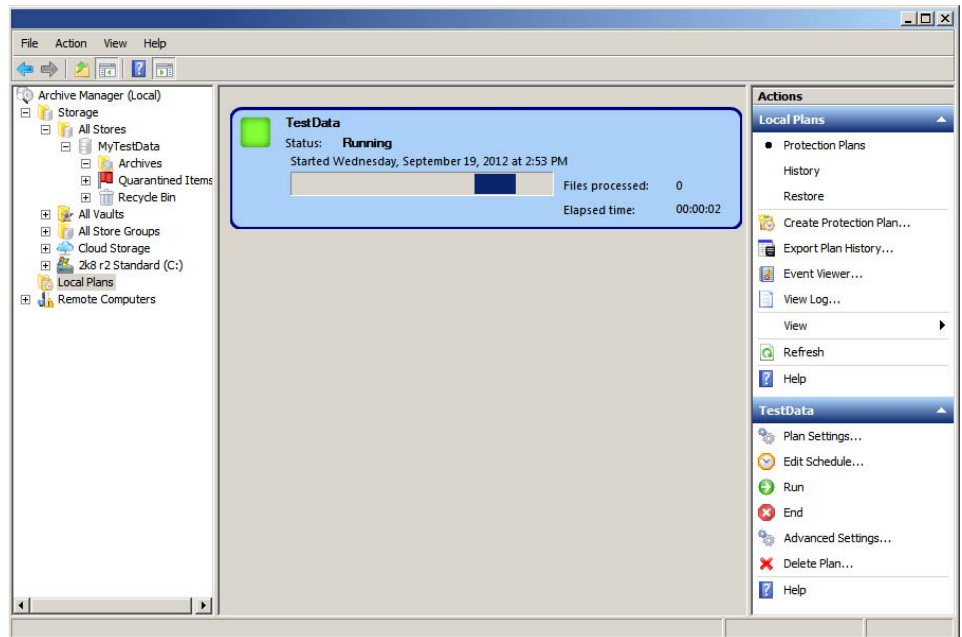 File Action View Help
Archive Manager (Local)
Storage
All Stores
MyTestData
Archives
Quarantined Items
Recycle Bin
All Vaults
All Store Groups
Cloud Storage
2k8 r2 Standard (C:)
Local Plans
Remote Computers
TestData
Status: Running
Started Wednesday, September 19, 2012 at 2:53 PM
Files processed: 0
Elapsed time: 00:00:02
Actions
Local Plans
Protection Plans
History
Restore
Create Protection Plan...
Export Plan History...
Event Viewer...
View Log...
View
Refresh
Help
TestData
Plan Settings...
Edit Schedule...
Run
End
Advanced Settings...
Delete Plan...
Help